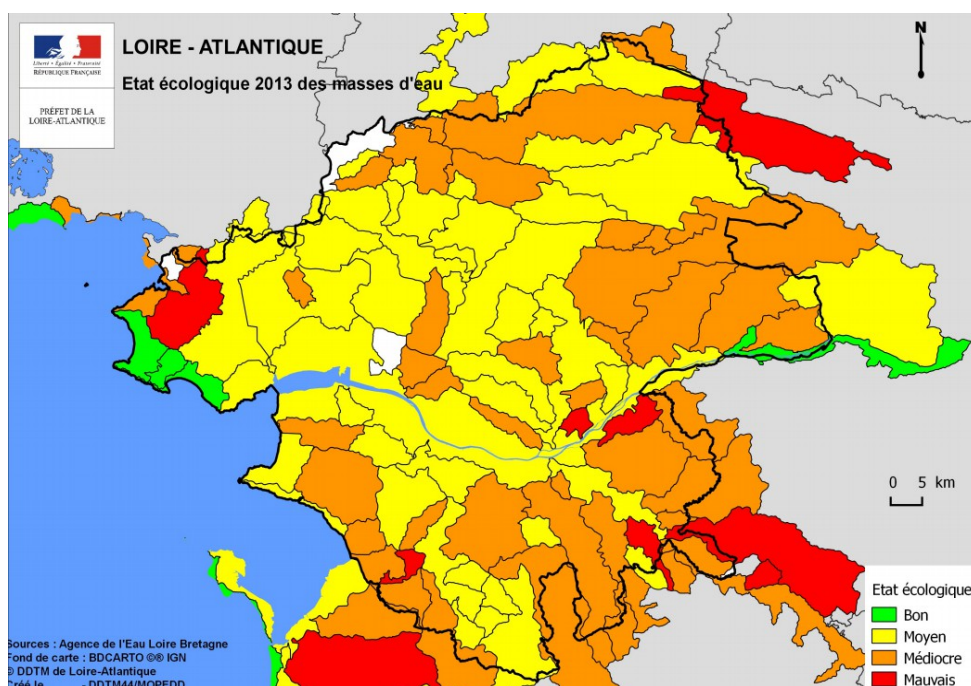 LOIRE - ATLANTIQUE
Etat écologique 2013 des masses d'eau
Liberté • Égalité • Fraternité
RÉPUBLIQUE FRANÇAISE
PRÉFET DE LA
LOIRE-ATLANTIQUE
N
0 5 km
Etat écologique
Bon
Moyen
Médiocre
Mauvais
Sources : Agence de l'Eau Loire Bretagne
Fond de carte : BDCARTO ©® IGN
© DDTM de Loire-Atlantique
Créé le - DDTM44/MOPEDD